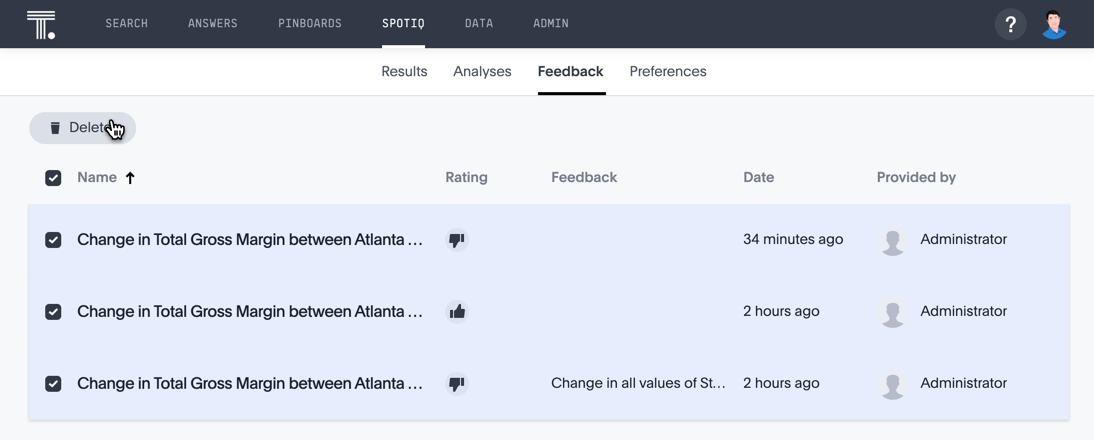 T. SEARCH ANSWERS PINBOARDS SPOTIQ DATA ADMIN ?
Results Analyses Feedback Preferences
Delete
Name ↑ Rating Feedback Date Provided by
Change in Total Gross Margin between Atlanta ... 34 minutes ago Administrator
Change in Total Gross Margin between Atlanta ... 2 hours ago Administrator
Change in Total Gross Margin between Atlanta ... Change in all values of St... 2 hours ago Administrator